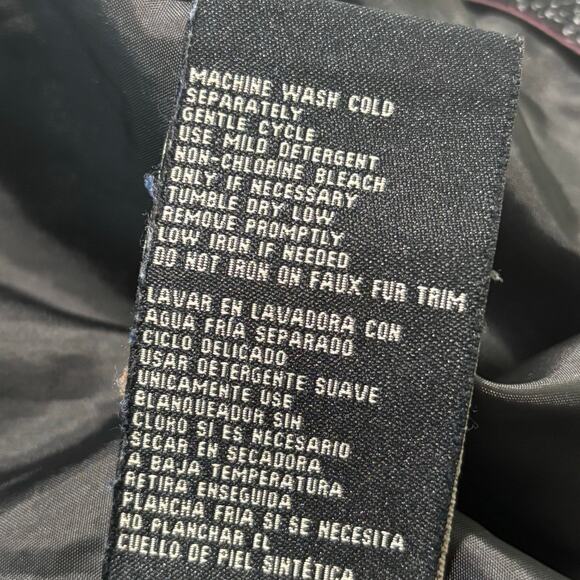 MACHINE WASH COLD
SEPARATELY
GENTLE CYCLE
USE MILD DETERGENT
NON-CHLORINE BLEACH
ONLY IF NECESSARY
TUMBLE DRY LOW
REMOVE PROMPTLY
LOW IRON IF NEEDED
DO NOT IRON ON FAUX FUR TRIM
LAVAR EN LAVADORA CON
AGUA FRÍA SEPARADO
CICLO DELICADO
USAR DETERGENTE SUAVE
UNICAMENTE USE
BLANQUEADOR SIN
CLORO SI ES NECESARIO
SECAR EN SECADORA
A BAJA TEMPERATURA
RETIRA ENSEGUIDA
PLANCHA FRIA SI SE NECESITA
NO PLANCHAR EL
CUELLO DE PIEL SINTÉTICA